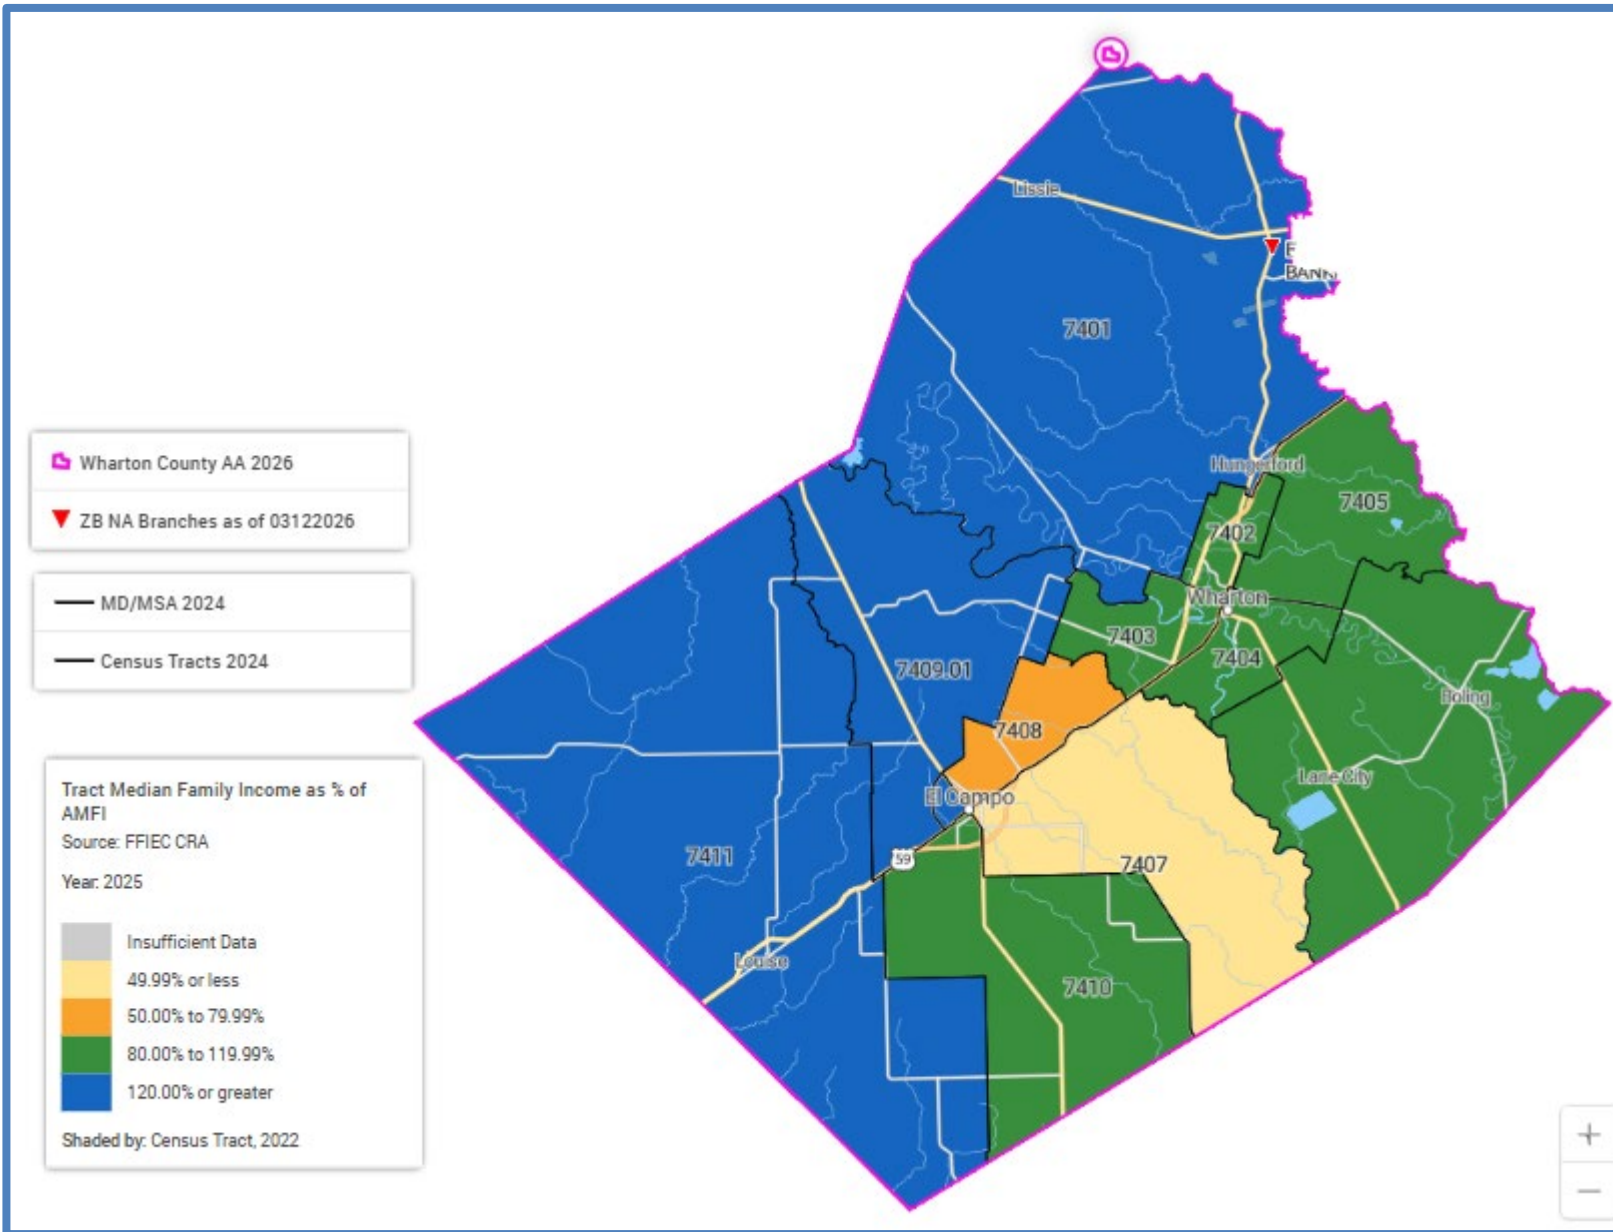 Lissie
E
7401
Hungerford
7405
7402
Wharton
7403
7404
7409.01
Boling
7408
Lane City
El Campo
7411
59
7407
Louise
7410
Wharton County AA 2026
ZB NA Branches as of 03122026
MD/MSA 2024
Census Tracts 2024
Tract Median Family Income as % of
AMFI
Source: FFIEC CRA
Year: 2025
Insufficient Data
49.99% or less
50.00% to 79.99%
80.00% to 119.99%
120.00% or greater
Shaded by: Census Tract, 2022
+
−